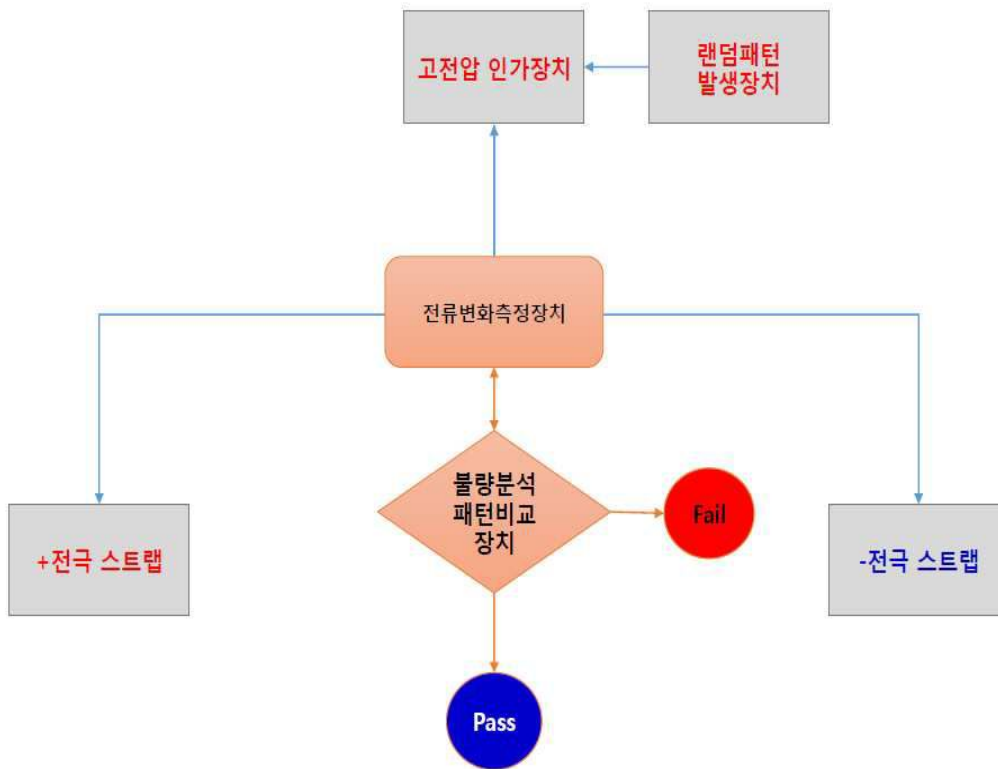 고전압 인가장치
랜덤패턴
발생장치
전류변화측정장치
불량분석
패턴비교
장치
Fail
+전극 스트랩
-전극 스트랩
Pass